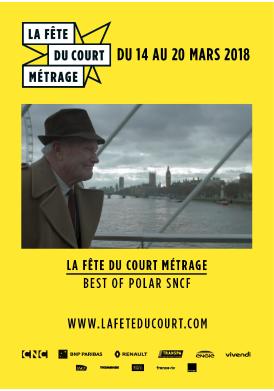 LA FÊTE
DU COURT
MÉTRAGE
DU 14 AU 20 MARS 2018
LA FÊTE DU COURT MÉTRAGE
BEST OF POLAR SNCF
WWW.LAFETEDUCOURT.COM
CNC BNP PARIBAS RENAULT TRANSPA ENGIE vivendi